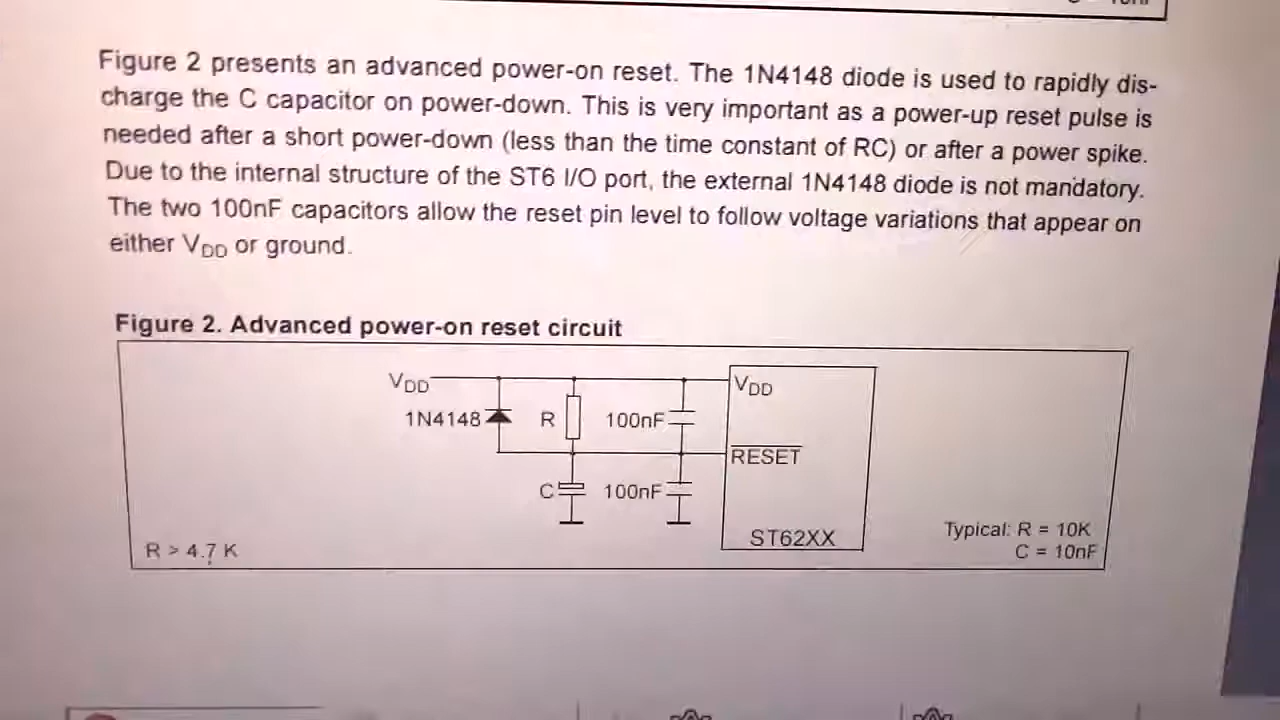 Figure 2 presents an advanced power-on reset. The 1N4148 diode is used to rapidly dis-
charge the C capacitor on power-down. This is very important as a power-up reset pulse is
needed after a short power-down (less than the time constant of RC) or after a power spike.
Due to the internal structure of the ST6 I/O port, the external 1N4148 diode is not mandatory.
The two 100nF capacitors allow the reset pin level to follow voltage variations that appear on
either VDD or ground.
Figure 2. Advanced power-on reset circuit
VDD
VDD
1N4148
R
100nF
RESET
C
100nF
ST62XX
R > 4.7 K
Typical: R = 10K
C = 10nF